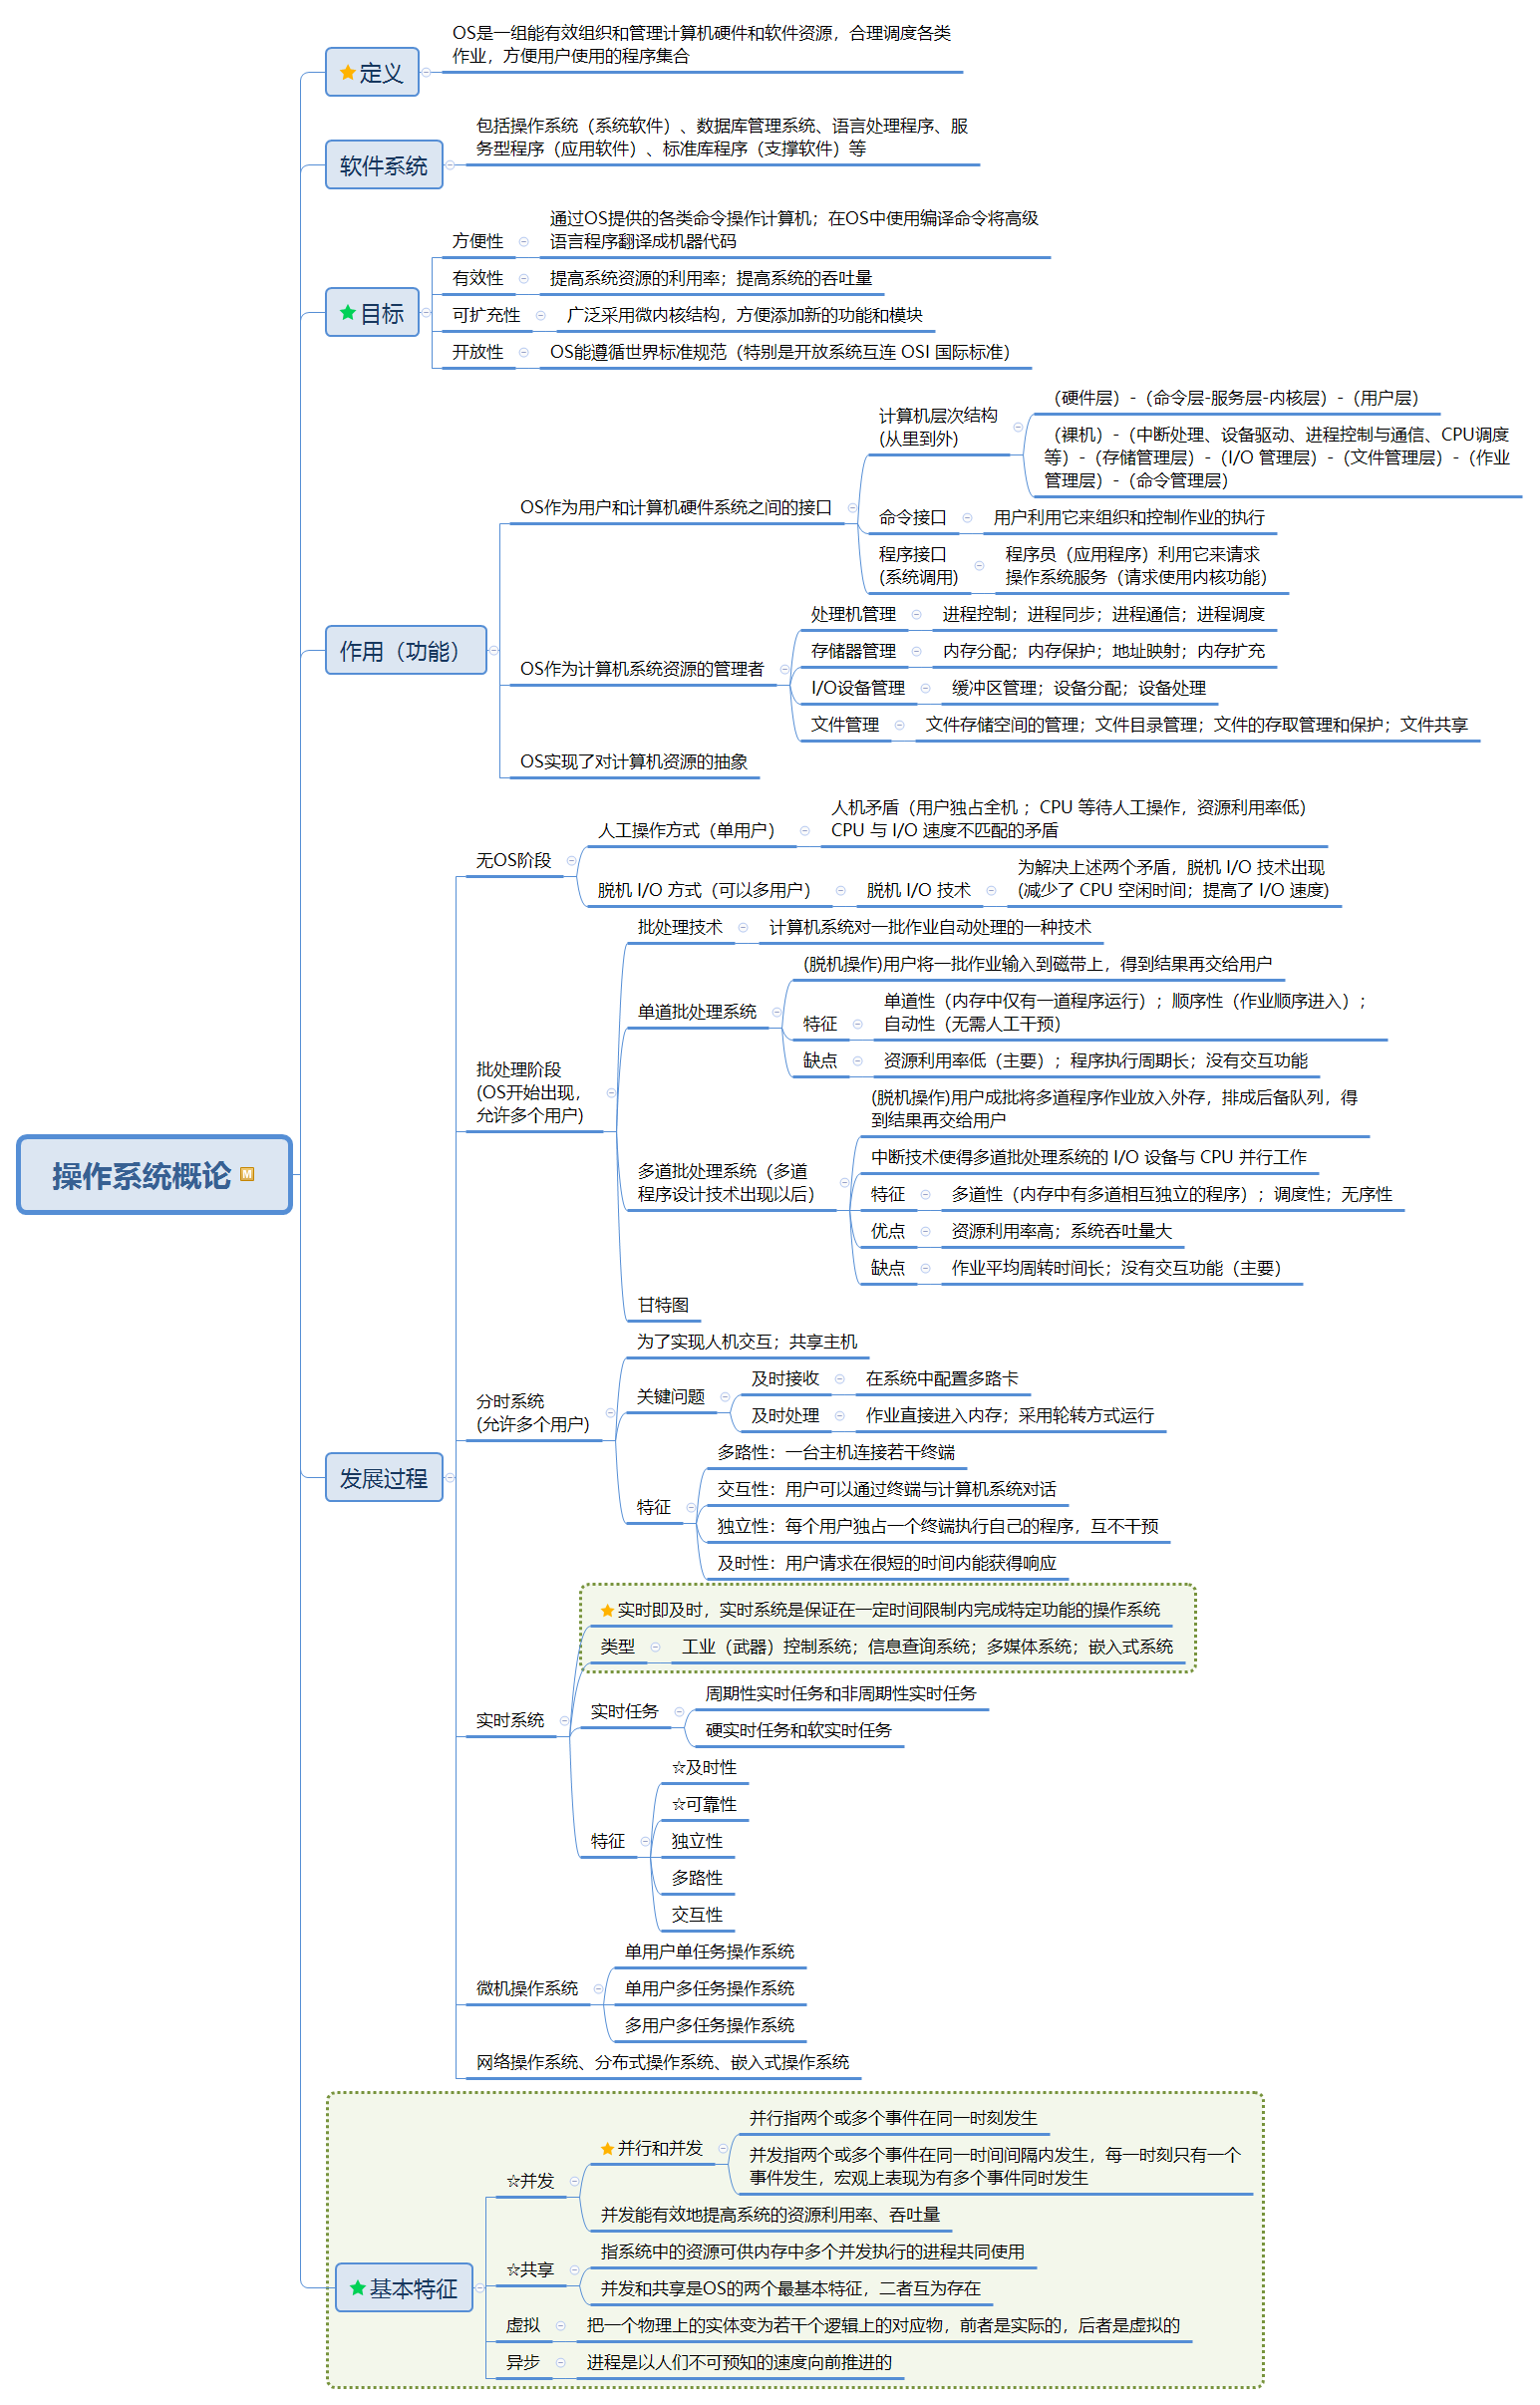 操作系统概论
M
定义
OS是一组能有效组织和管理计算机硬件和软件资源，合理调度各类
作业，方便用户使用的程序集合
软件系统
包括操作系统（系统软件）、数据库管理系统、语言处理程序、服
务型程序（应用软件）、标准库程序（支撑软件）等
目标
方便性
通过OS提供的各类命令操作计算机；在OS中使用编译命令将高级
语言程序翻译成机器代码
有效性
提高系统资源的利用率；提高系统的吞吐量
可扩充性
广泛采用微内核结构，方便添加新的功能和模块
开放性
OS能遵循世界标准规范（特别是开放系统互连 OSI 国际标准）
作用（功能）
OS作为用户和计算机硬件系统之间的接口
计算机层次结构
(从里到外)
（硬件层）-（命令层-服务层-内核层）-（用户层）
（裸机）-（中断处理、设备驱动、进程控制与通信、CPU调度
等）-（存储管理层）-（I/O 管理层）-（文件管理层）-（作业
管理层）-（命令管理层）
命令接口
用户利用它来组织和控制作业的执行
程序接口
(系统调用)
程序员（应用程序）利用它来请求
操作系统服务（请求使用内核功能）
OS作为计算机系统资源的管理者
处理机管理
进程控制；进程同步；进程通信；进程调度
存储器管理
内存分配；内存保护；地址映射；内存扩充
I/O设备管理
缓冲区管理；设备分配；设备处理
文件管理
文件存储空间的管理；文件目录管理；文件的存取管理和保护；文件共享
OS实现了对计算机资源的抽象
发展过程
无OS阶段
人工操作方式（单用户）
人机矛盾（用户独占全机 ；CPU 等待人工操作，资源利用率低）
CPU 与 I/O 速度不匹配的矛盾
脱机 I/O 方式（可以多用户）
脱机 I/O 技术
为解决上述两个矛盾，脱机 I/O 技术出现
(减少了 CPU 空闲时间；提高了 I/O 速度)
批处理阶段
(OS开始出现，
允许多个用户)
批处理技术
计算机系统对一批作业自动处理的一种技术
单道批处理系统
(脱机操作)用户将一批作业输入到磁带上，得到结果再交给用户
特征
单道性（内存中仅有一道程序运行）；顺序性（作业顺序进入）；
自动性（无需人工干预）
缺点
资源利用率低（主要）；程序执行周期长；没有交互功能
多道批处理系统（多道
程序设计技术出现以后）
(脱机操作)用户成批将多道程序作业放入外存，排成后备队列，得
到结果再交给用户
中断技术使得多道批处理系统的 I/O 设备与 CPU 并行工作
特征
多道性（内存中有多道相互独立的程序）；调度性；无序性
优点
资源利用率高；系统吞吐量大
缺点
作业平均周转时间长；没有交互功能（主要）
甘特图
分时系统
(允许多个用户)
为了实现人机交互；共享主机
关键问题
及时接收
在系统中配置多路卡
及时处理
作业直接进入内存；采用轮转方式运行
特征
多路性：一台主机连接若干终端
交互性：用户可以通过终端与计算机系统对话
独立性：每个用户独占一个终端执行自己的程序，互不干预
及时性：用户请求在很短的时间内能获得响应
实时系统
实时即及时，实时系统是保证在一定时间限制内完成特定功能的操作系统
类型
工业（武器）控制系统；信息查询系统；多媒体系统；嵌入式系统
实时任务
周期性实时任务和非周期性实时任务
硬实时任务和软实时任务
特征
☆及时性
☆可靠性
独立性
多路性
交互性
微机操作系统
单用户单任务操作系统
单用户多任务操作系统
多用户多任务操作系统
网络操作系统、分布式操作系统、嵌入式操作系统
基本特征
☆并发
并行和并发
并行指两个或多个事件在同一时刻发生
并发指两个或多个事件在同一时间间隔内发生，每一时刻只有一个
事件发生，宏观上表现为有多个事件同时发生
并发能有效地提高系统的资源利用率、吞吐量
☆共享
指系统中的资源可供内存中多个并发执行的进程共同使用
并发和共享是OS的两个最基本特征，二者互为存在
虚拟
把一个物理上的实体变为若干个逻辑上的对应物，前者是实际的，后者是虚拟的
异步
进程是以人们不可预知的速度向前推进的